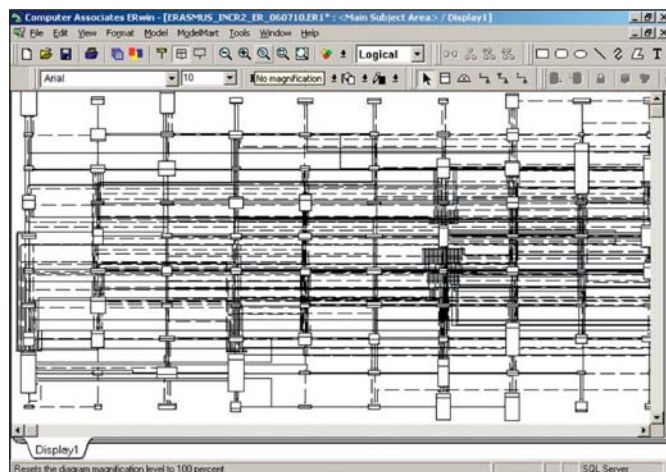 Computer Associates ERwin - [ERASMUS_INCR2_ER_060710.ER1* : <Main Subject Area> / Display1]
File Edit View Format Model ModelMart Tools Window Help
Logical
Arial 10 No magnification
Display1
Resets the diagram magnification level to 100 percent SQL Server